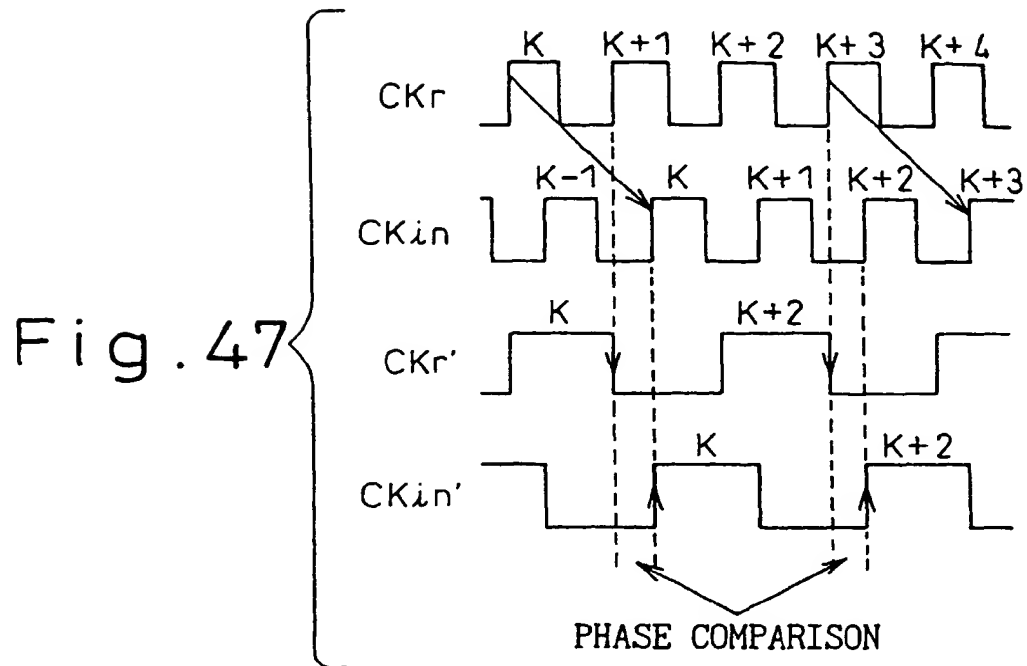 Fig. 47
K K+1 K+2 K+3 K+4
CKr
K-1 K K+1 K+2 K+3
CKin
K K+2
CKr'
K K+2
CKin'
PHASE COMPARISON